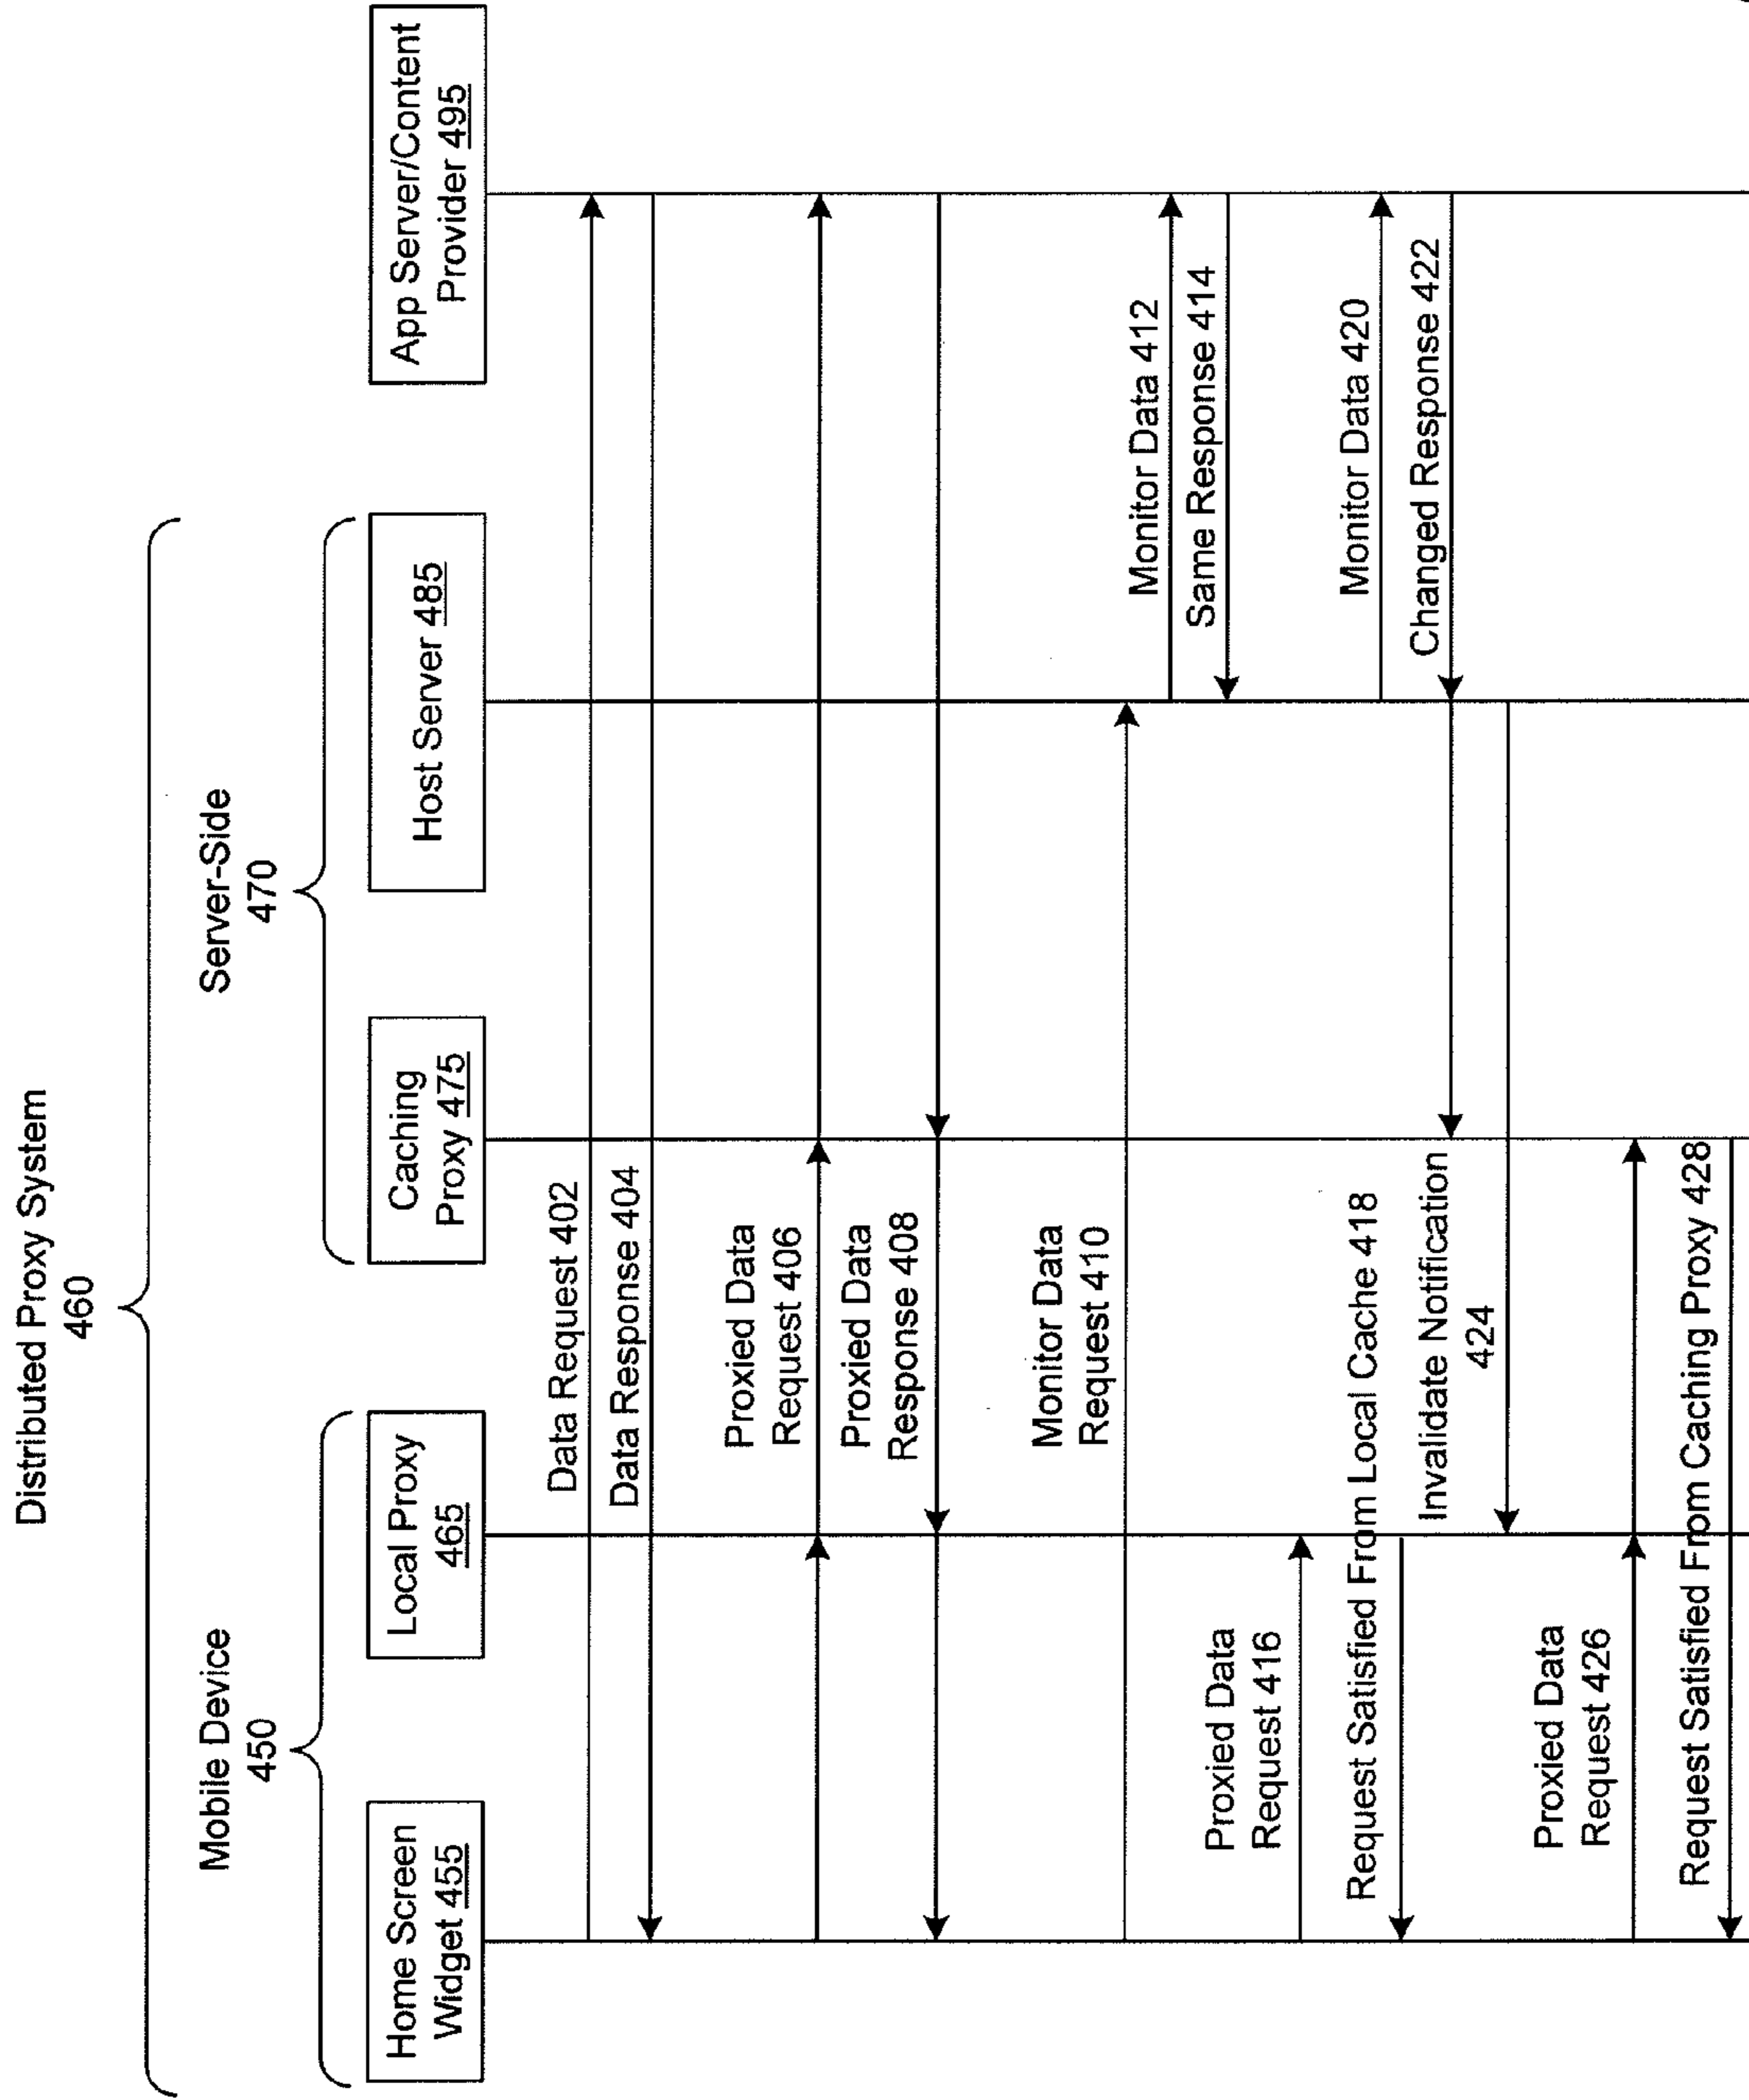 Distributed Proxy System
460
Mobile Device
450
Server-Side
470
Home Screen
Widget 455
Local Proxy
465
Caching
Proxy 475
Host Server 485
App Server/Content
Provider 495
Data Request 402
Data Response 404
Proxied Data
Request 406
Proxied Data
Response 408
Monitor Data
Request 410
Monitor Data 412
Same Response 414
Proxied Data
Request 416
Request Satisfied From Local Cache 418
Monitor Data 420
Changed Response 422
Invalidate Notification
424
Proxied Data
Request 426
Request Satisfied From Caching Proxy 428